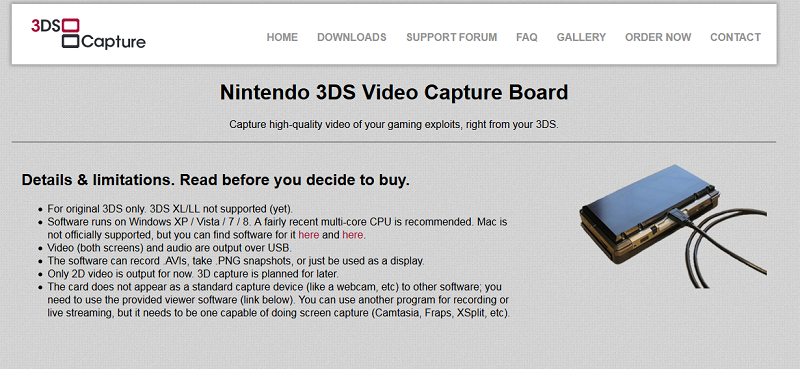 3DS
Capture
HOME DOWNLOADS SUPPORT FORUM FAQ GALLERY ORDER NOW CONTACT
Nintendo 3DS Video Capture Board
Capture high-quality video of your gaming exploits, right from your 3DS.
Details & limitations. Read before you decide to buy.
• For original 3DS only. 3DS XL/LL not supported (yet).
• Software runs on Windows XP / Vista / 7 / 8. A fairly recent multi-core CPU is recommended. Mac is
not officially supported, but you can find software for it here and here.
• Video (both screens) and audio are output over USB.
• The software can record .AVIs, take .PNG snapshots, or just be used as a display.
• Only 2D video is output for now. 3D capture is planned for later.
• The card does not appear as a standard capture device (like a webcam, etc) to other software; you
need to use the provided viewer software (link below). You can use another program for recording or
live streaming, but it needs to be one capable of doing screen capture (Camtasia, Fraps, XSplit, etc).